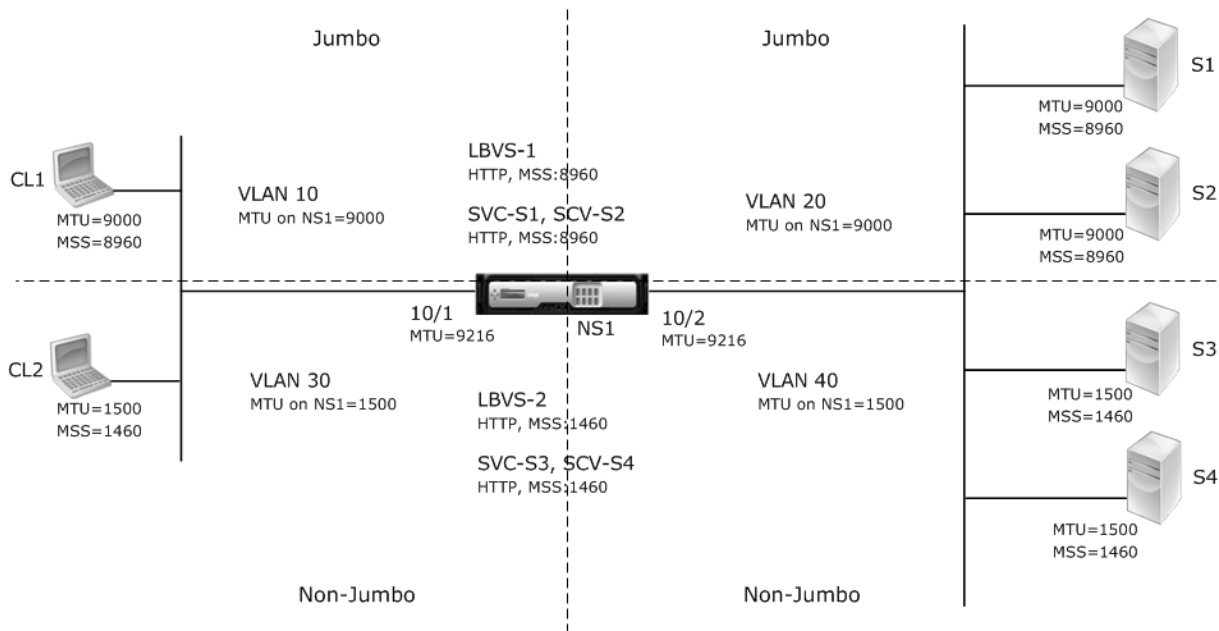 Jumbo
Jumbo
S1
MTU=9000
MSS=8960
LBVS-1
HTTP, MSS:8960
CL1
VLAN 10
MTU on NS1=9000
MTU=9000
MSS=8960
SVC-S1, SCV-S2
HTTP, MSS:8960
VLAN 20
MTU on NS1=9000
S2
MTU=9000
MSS=8960
10/1
MTU=9216
NS1
10/2
MTU=9216
S3
MTU=1500
MSS=1460
CL2
MTU=1500
MSS=1460
VLAN 30
MTU on NS1=1500
LBVS-2
HTTP, MSS:1460
VLAN 40
MTU on NS1=1500
SVC-S3, SCV-S4
HTTP, MSS:1460
S4
MTU=1500
MSS=1460
Non-Jumbo
Non-Jumbo